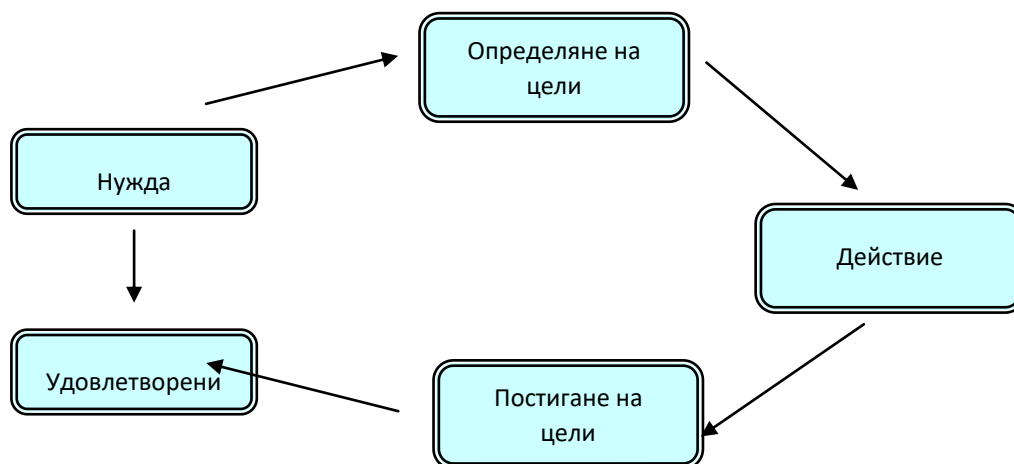 Определяне на
цели
Нужда
Действие
Удовлетворени
Постигане на
цели